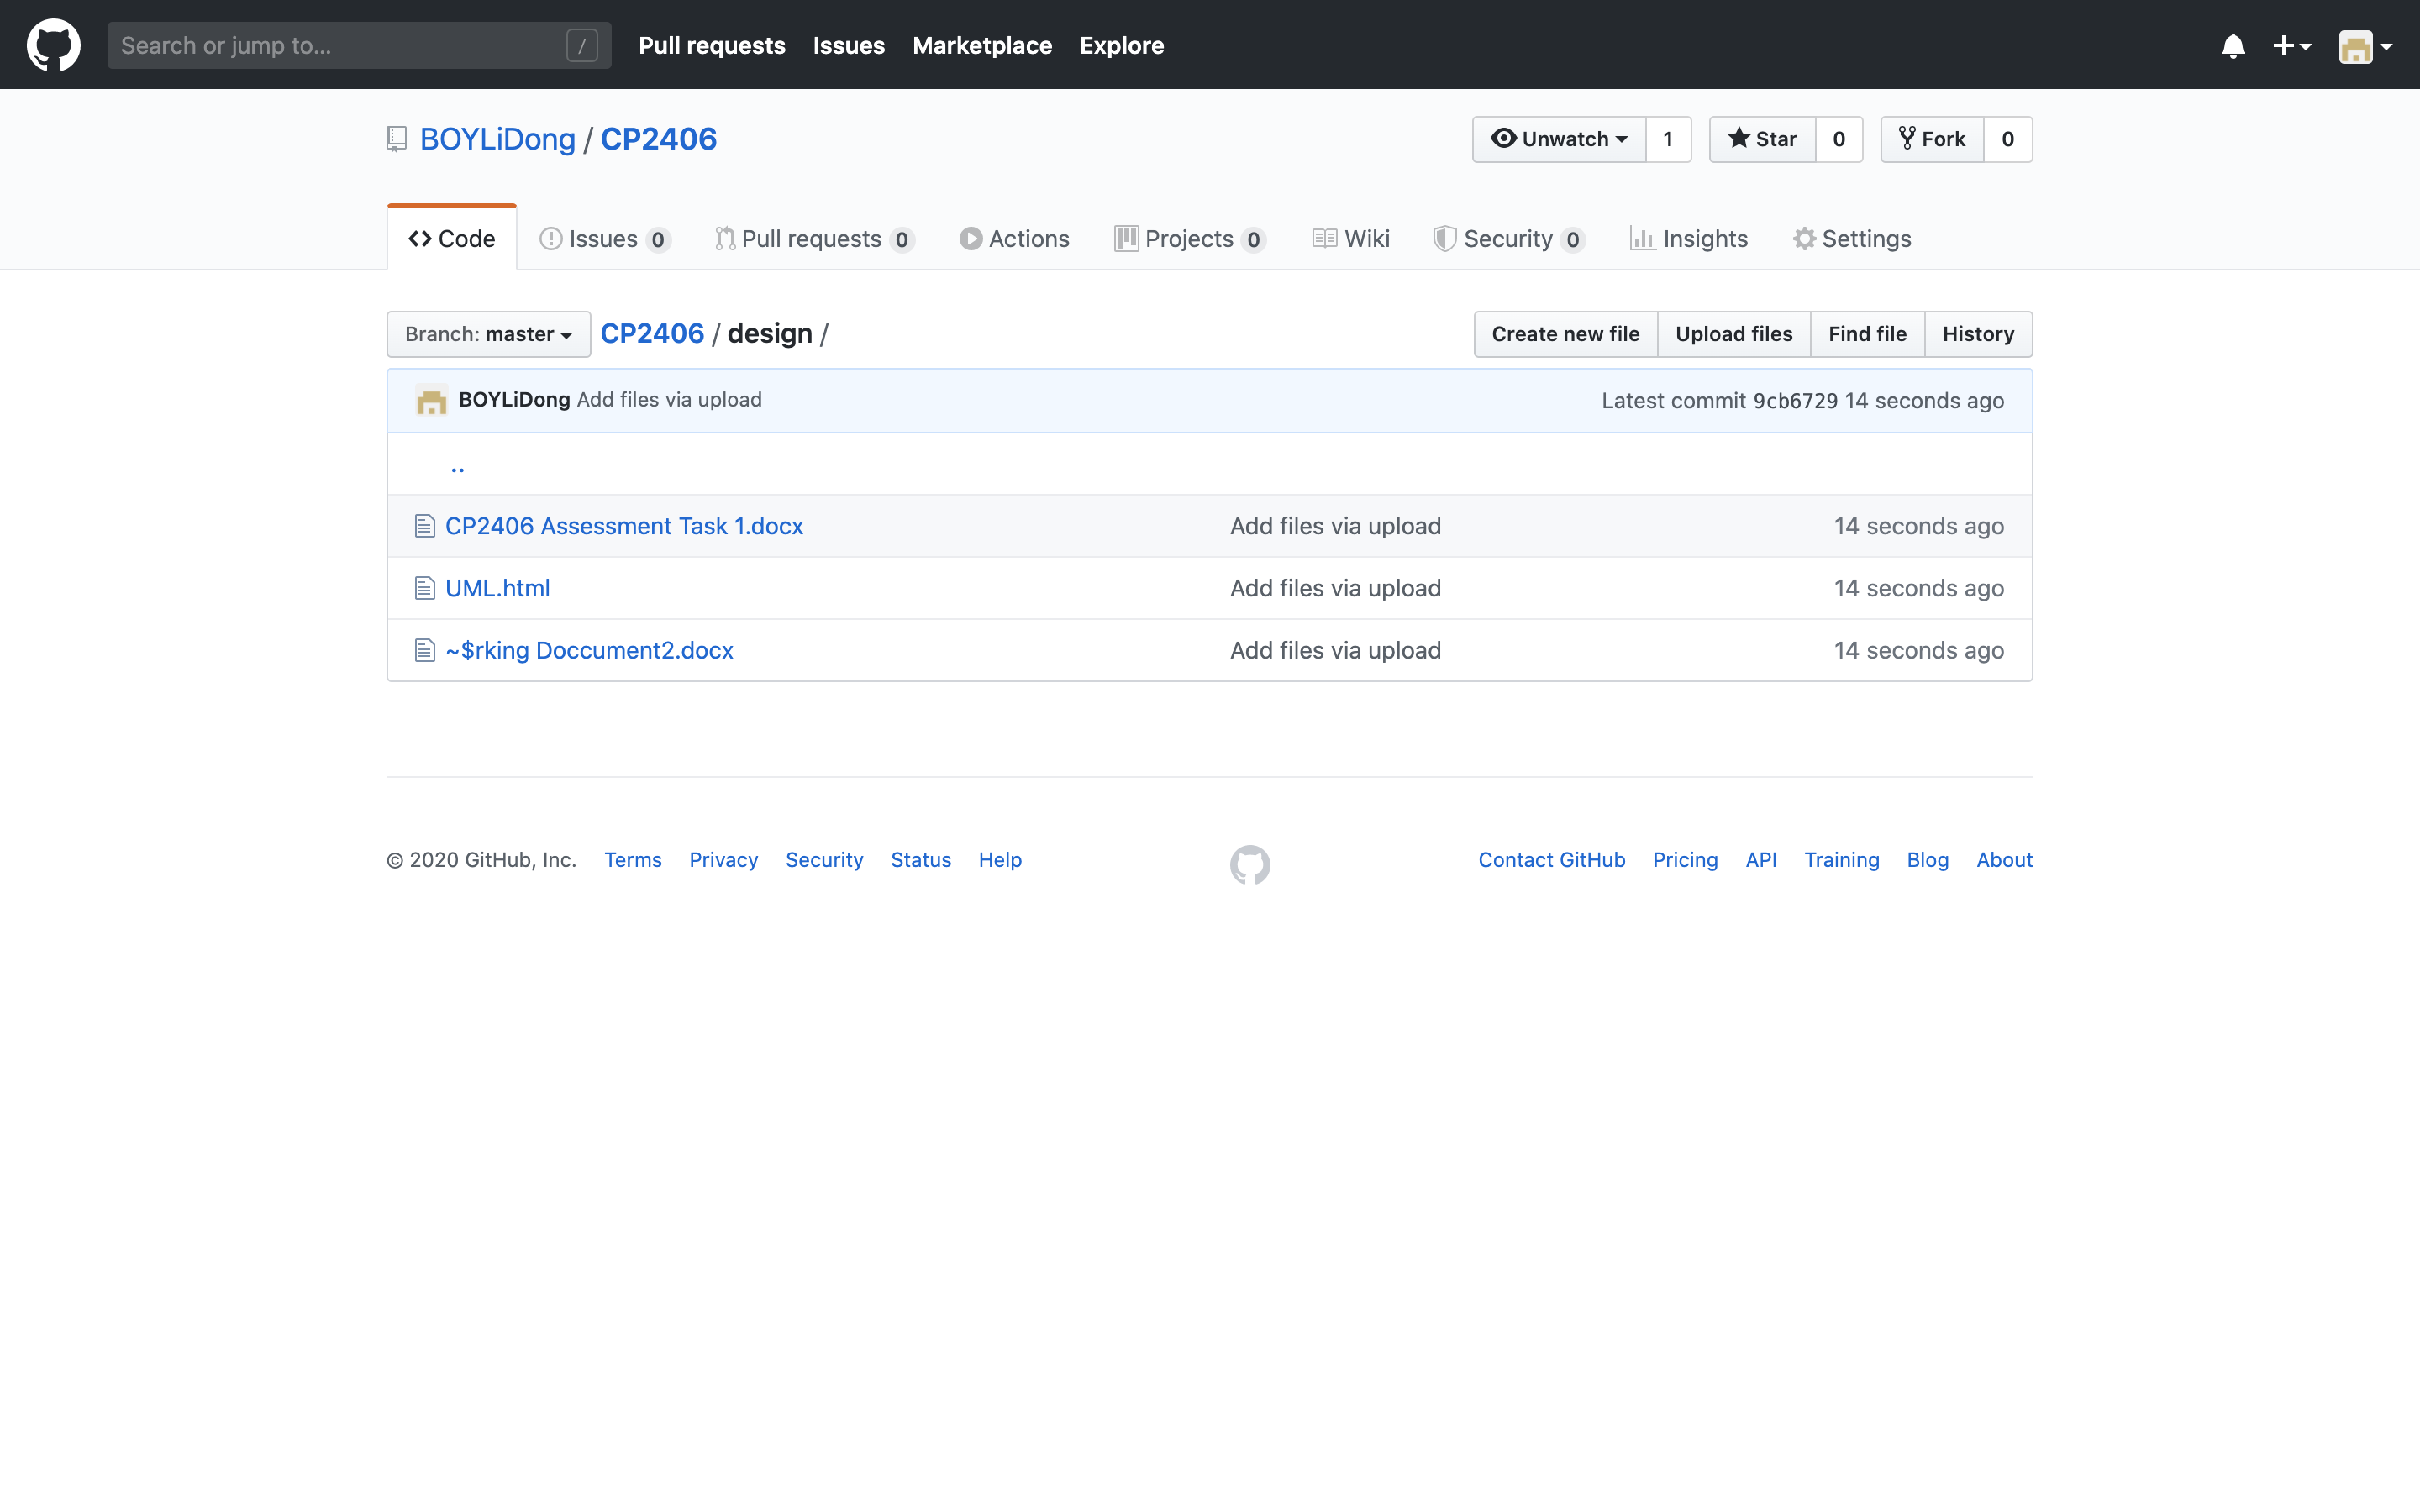 Search or jump to... / Pull requests Issues Marketplace Explore
BOYLiDong / CP2406 Unwatch 1 Star 0 Fork 0
Code Issues 0 Pull requests 0 Actions Projects 0 Wiki Security 0 Insights Settings
Branch: master CP2406 / design / Create new file Upload files Find file History
BOYLiDong Add files via upload Latest commit 9cb6729 14 seconds ago
..
CP2406 Assessment Task 1.docx Add files via upload 14 seconds ago
UML.html Add files via upload 14 seconds ago
~$rking Doccument2.docx Add files via upload 14 seconds ago
© 2020 GitHub, Inc. Terms Privacy Security Status Help Contact GitHub Pricing API Training Blog About